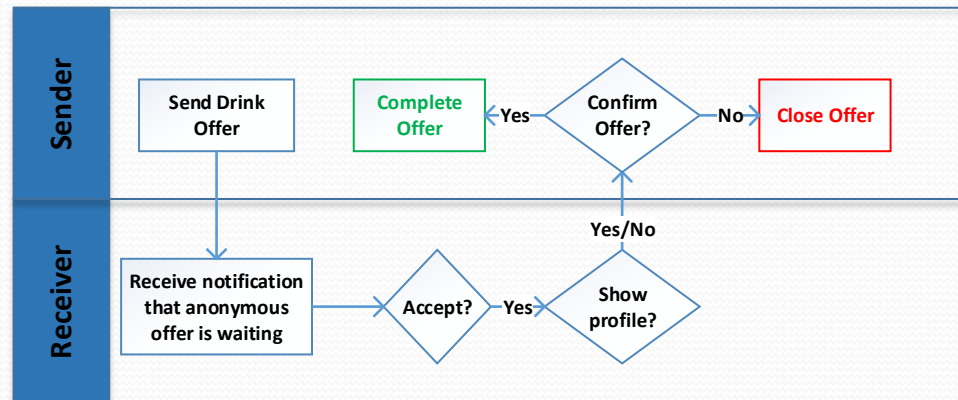 Sender
Send Drink
Offer
Complete
Offer
Yes
Confirm
Offer?
No
Close Offer
Receiver
Receive notification
that anonymous
offer is waiting
Accept?
Yes
Show
profile?
Yes/No